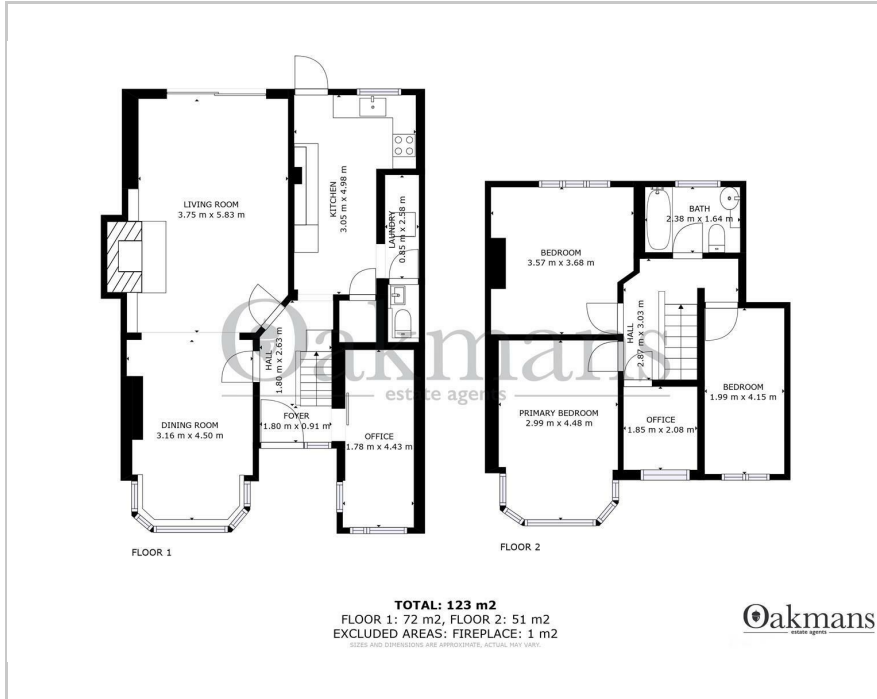 LIVING ROOM
3.75 m x 5.83 m
KITCHEN
3.05 m x 4.98 m
LAUNDRY
0.85 m x 2.58 m
HALL
1.80 m x 2.63 m
FOYER
1.80 m x 0.91 m
DINING ROOM
3.16 m x 4.50 m
OFFICE
1.78 m x 4.43 m
FLOOR 1
BATH
2.38 m x 1.64 m
BEDROOM
3.57 m x 3.68 m
HALL
2.87 m x 3.03 m
BEDROOM
1.99 m x 4.15 m
PRIMARY BEDROOM
2.99 m x 4.48 m
OFFICE
1.85 m x 2.08 m
FLOOR 2
Oakmans
estate agents
TOTAL: 123 m2
FLOOR 1: 72 m2, FLOOR 2: 51 m2
EXCLUDED AREAS: FIREPLACE: 1 m2
SIZES AND DIMENSIONS ARE APPROXIMATE, ACTUAL MAY VARY.
Oakmans
estate agents